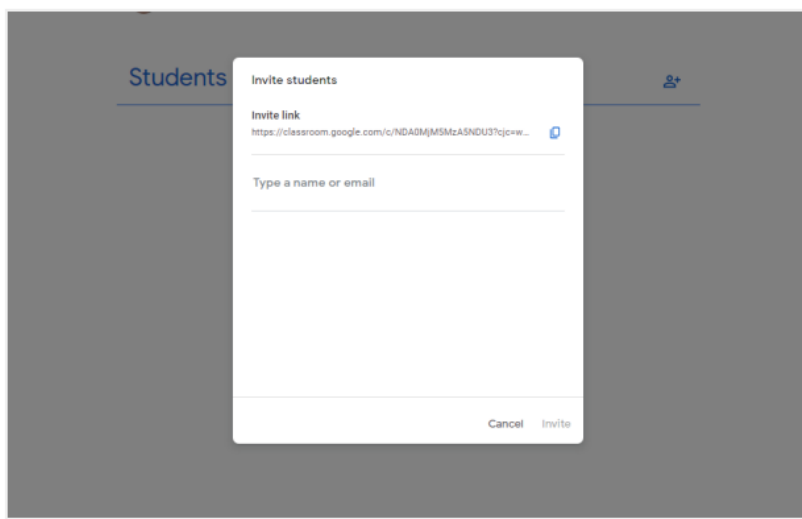 Students
Invite students
Invite link
https://classroom.google.com/c/NDA0MjM5MzA5NDU3?cjc=w...
Type a name or email
Cancel Invite